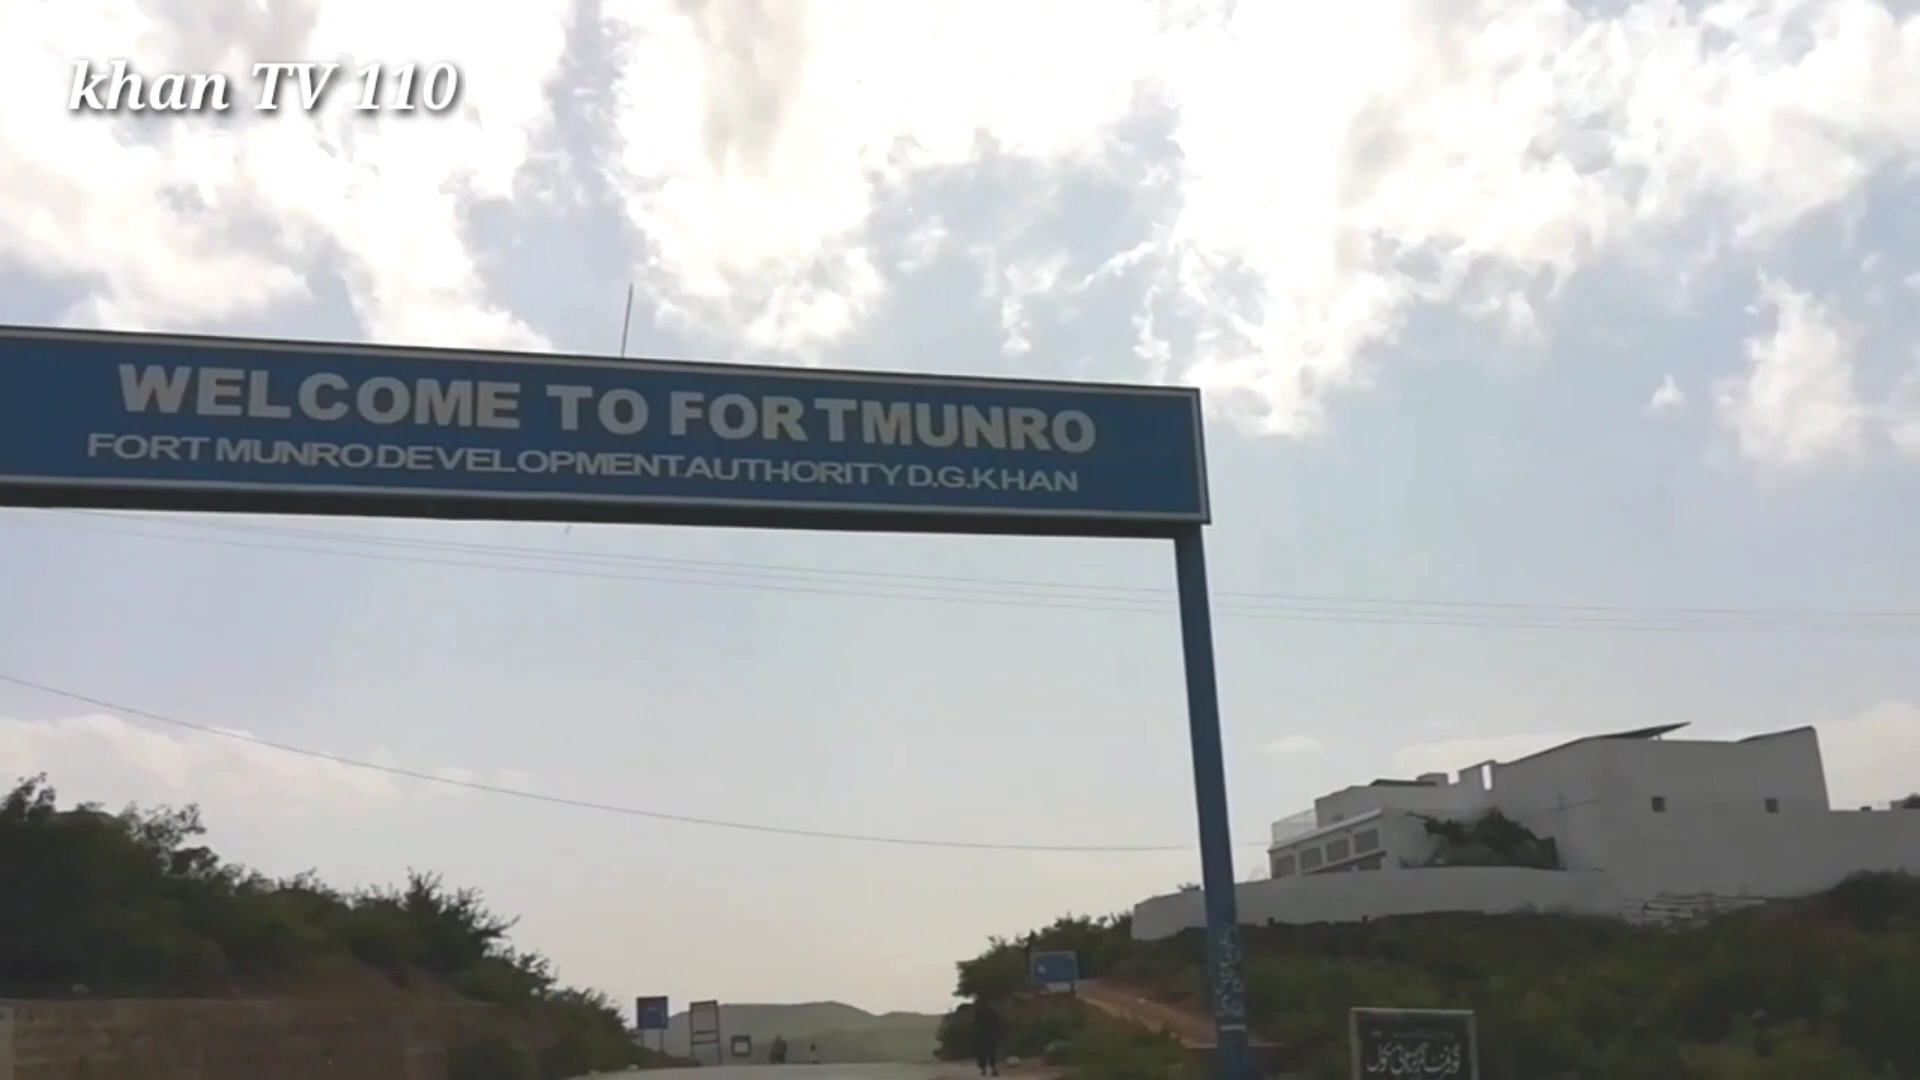 khan TV 110
WELCOME TO FORTMUNRO
FORT MUNRO DEVELOPMENT AUTHORITY D.G.KHAN